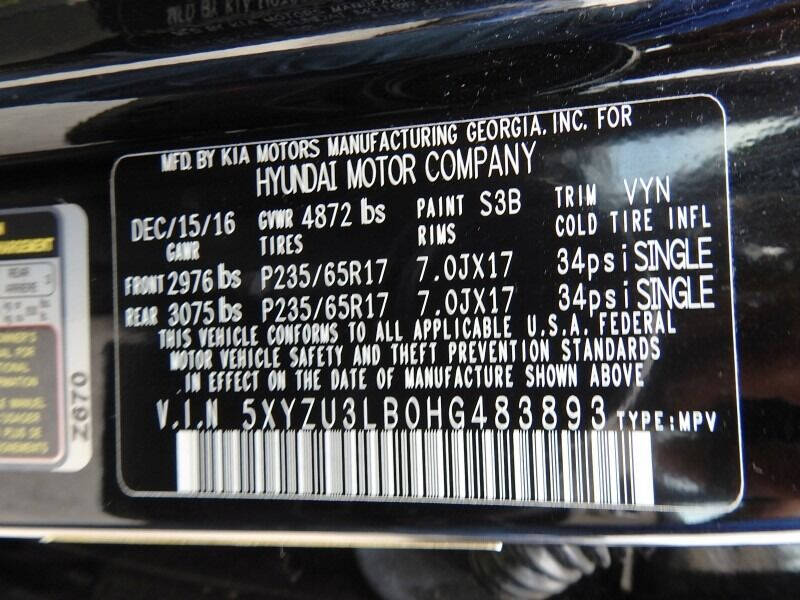 MFD. BY KIA MOTORS MANUFACTURING GEORGIA. INC. FOR
HYUNDAI MOTOR COMPANY
DEC/15/16 GVWR 4872 lbs PAINT S3B TRIM VYN
GAWR TIRES RIMS COLD TIRE INFL
FRONT 2976 lbs P235/65R17 7.0JX17 34psi SINGLE
REAR 3075 lbs P235/65R17 7.0JX17 34psi SINGLE
THIS VEHICLE CONFORMS TO ALL APPLICABLE U.S.A. FEDERAL
MOTOR VEHICLE SAFETY AND THEFT PREVENTION STANDARDS
IN EFFECT ON THE DATE OF MANUFACTURE SHOWN ABOVE
V.I.N 5XYZU3LB0HG483893 TYPE:MPV
REAR
Z670